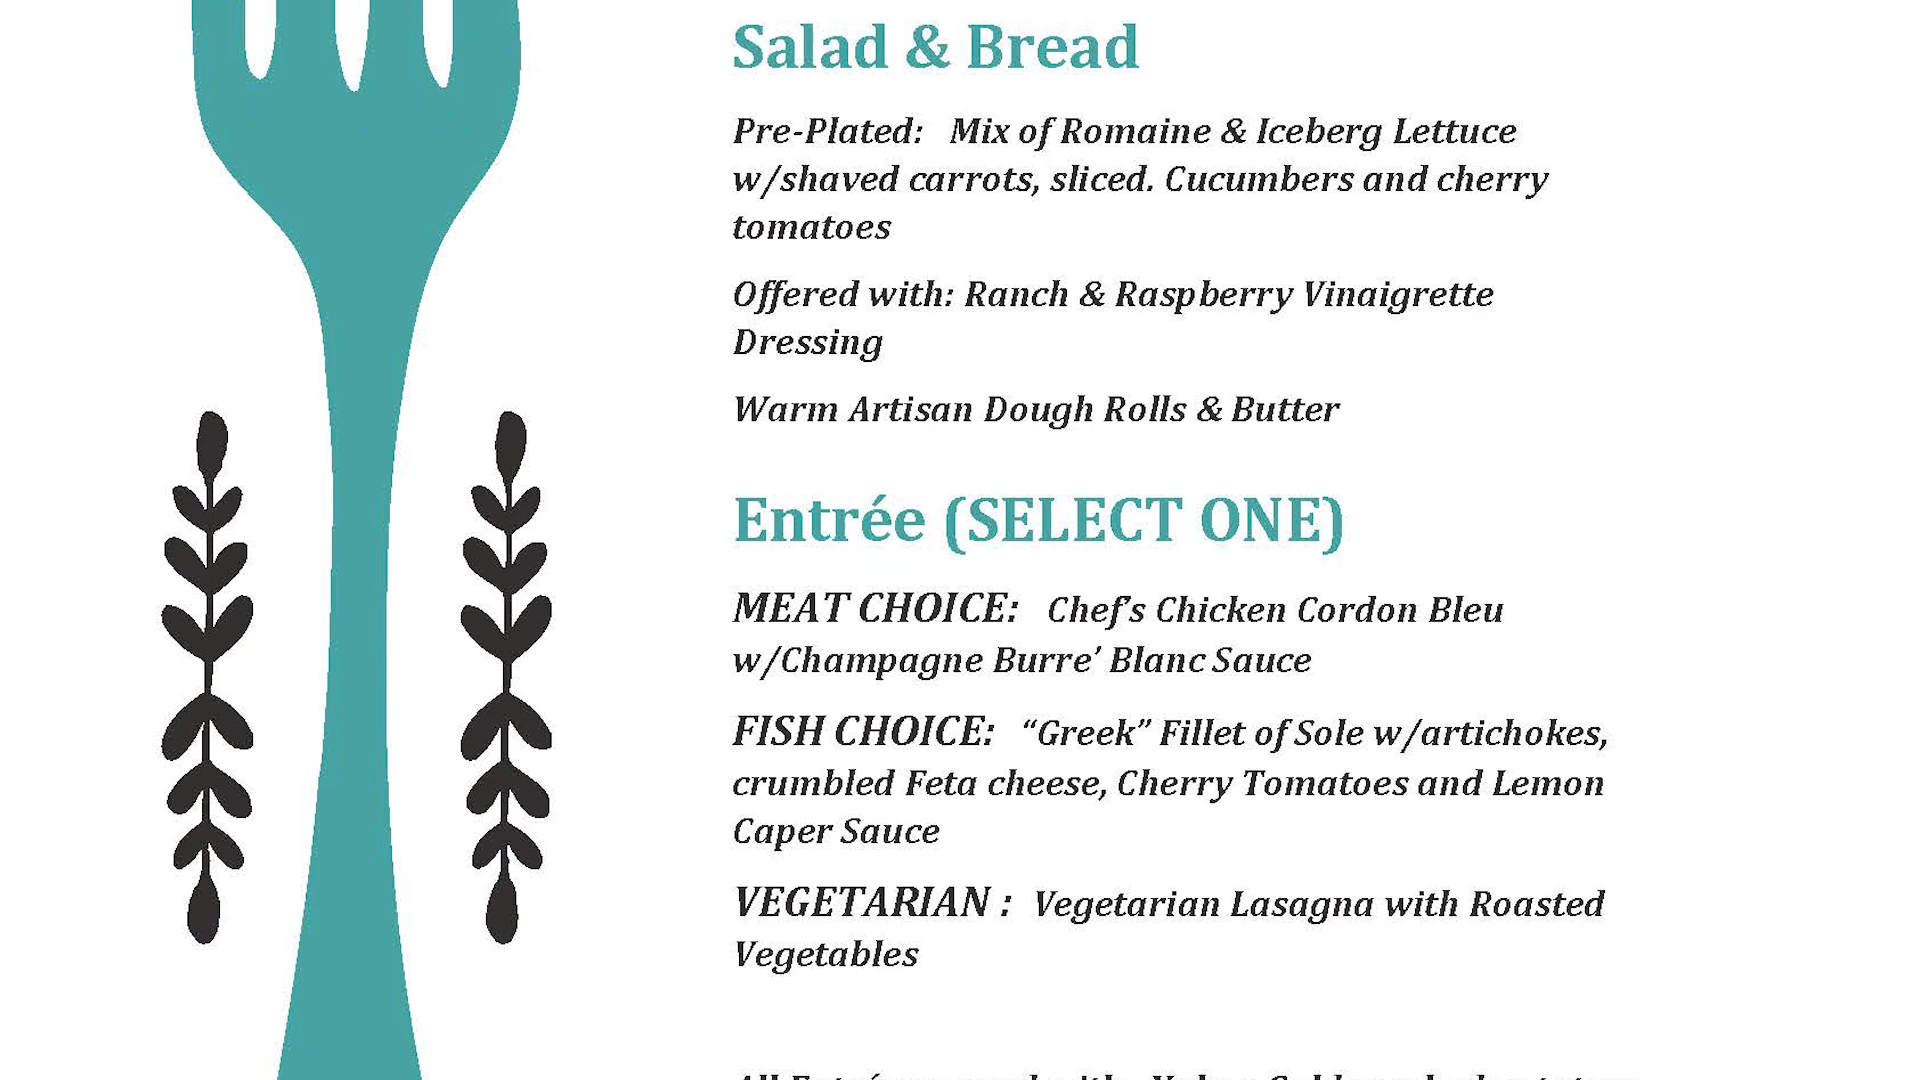 Salad & Bread
Pre-Plated: Mix of Romaine & Iceberg Lettuce
w/shaved carrots, sliced. Cucumbers and cherry
tomatoes
Offered with: Ranch & Raspberry Vinaigrette
Dressing
Warm Artisan Dough Rolls & Butter
Entrée (SELECT ONE)
MEAT CHOICE: Chef's Chicken Cordon Bleu
w/Champagne Burre’ Blanc Sauce
FISH CHOICE: “Greek” Fillet of Sole w/artichokes,
crumbled Feta cheese, Cherry Tomatoes and Lemon
Caper Sauce
VEGETARIAN : Vegetarian Lasagna with Roasted
Vegetables